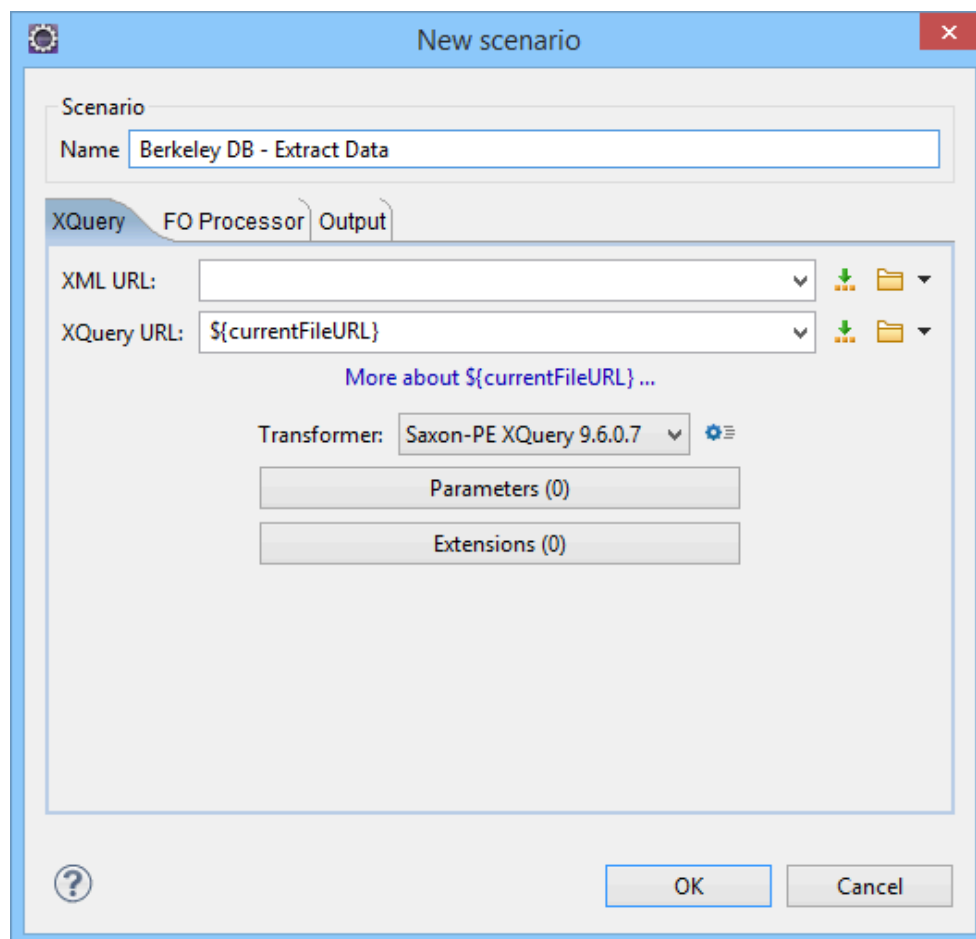 New scenario
Scenario
Name Berkeley DB - Extract Data
XQuery FO Processor Output
XML URL:
XQuery URL: ${currentFileURL}
More about ${currentFileURL} ...
Transformer: Saxon-PE XQuery 9.6.0.7
Parameters (0)
Extensions (0)
? OK Cancel